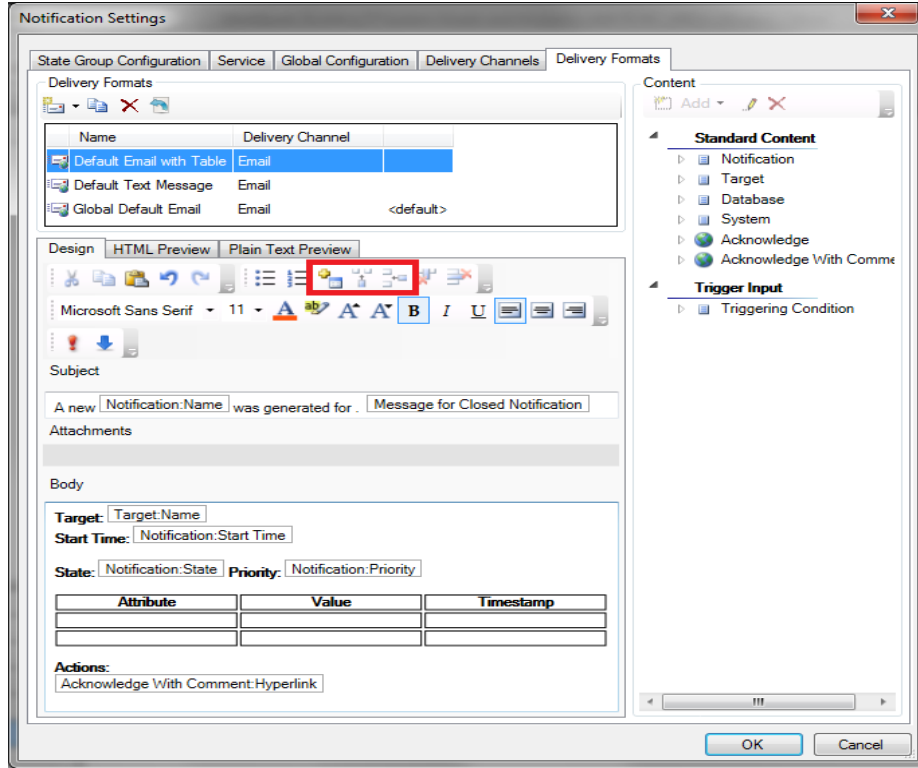 Notification Settings
State Group Configuration Service Global Configuration Delivery Channels Delivery Formats
Delivery Formats
Name Delivery Channel
Default Email with Table Email
Default Text Message Email
Global Default Email Email <default>
Design HTML Preview Plain Text Preview
Microsoft Sans Serif 11 A ab A A B I U
Subject
A new Notification:Name was generated for . Message for Closed Notification
Attachments
Body
Target: Target:Name
Start Time: Notification:Start Time
State: Notification:State Priority: Notification:Priority
Attribute Value Timestamp
Actions:
Acknowledge With Comment:Hyperlink
Content
Add
Standard Content
Notification
Target
Database
System
Acknowledge
Acknowledge With Comme
Trigger Input
Triggering Condition
OK Cancel